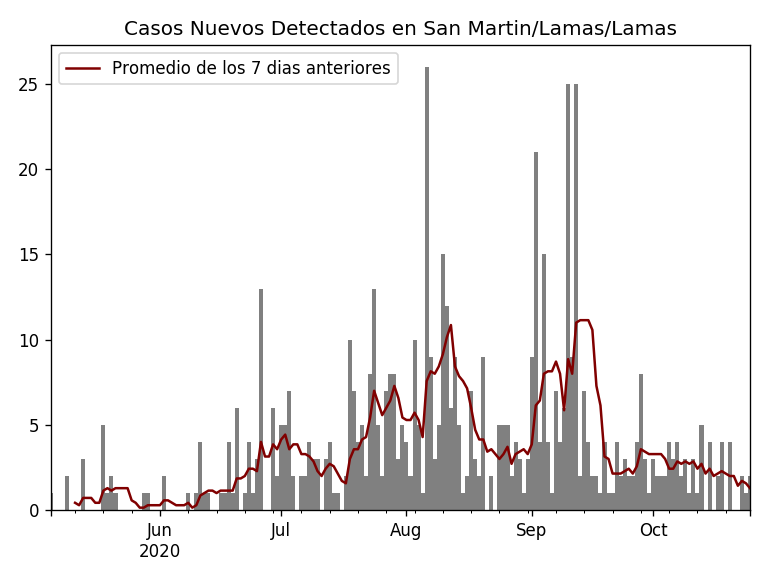 Casos Nuevos Detectados en San Martin/Lamas/Lamas
Promedio de los 7 dias anteriores
25
20
15
10
5
0
Jun
2020
Jul
Aug
Sep
Oct